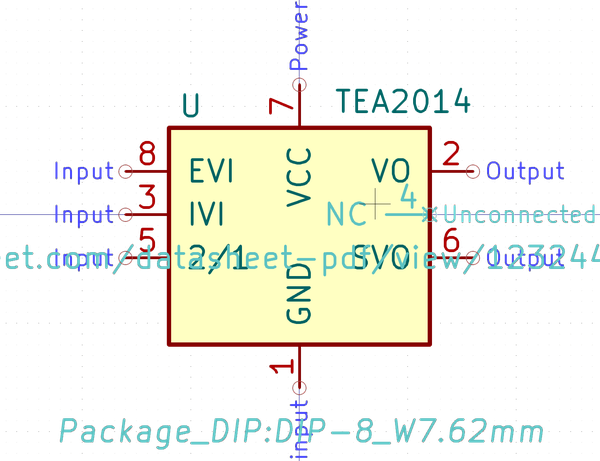 Power
U TEA2014
7
Input 8 EVI VCC VO 2 Output
Input 3 IVI NC 4 Unconnected
Input 5 2/1 SVO 6 Output
et.com/datasheet-pdf/view/123244
GND
1
input
Package_DIP:DIP-8_W7.62mm